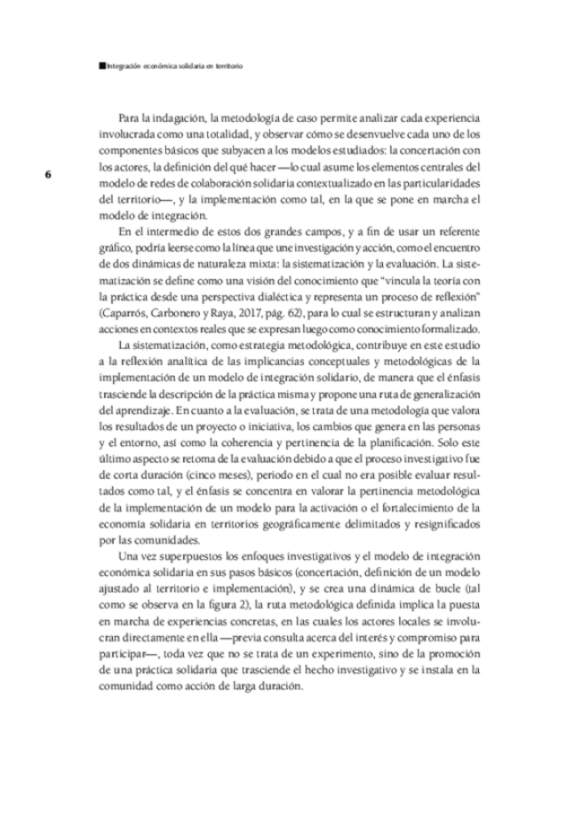 ■Integración económica solidaria en territorio
Para la indagación, la metodología de caso permite analizar cada experiencia
involucrada como una totalidad, y observar cómo se desenvuelve cada uno de los
componentes básicos que subyacen a los modelos estudiados: la concertación con
los actores, la definición del qué hacer —lo cual asume los elementos centrales del
6
modelo de redes de colaboración solidaria contextualizado en las particularidades
del territorio—, y la implementación como tal, en la que se pone en marcha el
modelo de integración.
En el intermedio de estos dos grandes campos, y a fin de usar un referente
gráfico, podría leerse como la línea que une investigación y acción, como el encuentro
de dos dinámicas de naturaleza mixta: la sistematización y la evaluación. La siste-
matización se define como una visión del conocimiento que “vincula la teoría con
la práctica desde una perspectiva dialéctica y representa un proceso de reflexión”
(Caparrós, Carbonero y Raya, 2017, pág. 62), para lo cual se estructuran y analizan
acciones en contextos reales que se expresan luego como conocimiento formalizado.
La sistematización, como estrategia metodológica, contribuye en este estudio
a la reflexión analítica de las implicancias conceptuales y metodológicas de la
implementación de un modelo de integración solidario, de manera que el énfasis
trasciende la descripción de la práctica misma y propone una ruta de generalización
del aprendizaje. En cuanto a la evaluación, se trata de una metodología que valora
los resultados de un proyecto o iniciativa, los cambios que genera en las personas
y el entorno, así como la coherencia y pertinencia de la planificación. Solo este
último aspecto se retoma de la evaluación debido a que el proceso investigativo fue
de corta duración (cinco meses), periodo en el cual no era posible evaluar resul-
tados como tal, y el énfasis se concentra en valorar la pertinencia metodológica
de la implementación de un modelo para la activación o el fortalecimiento de la
economía solidaria en territorios geográficamente delimitados y resignificados
por las comunidades.
Una vez superpuestos los enfoques investigativos y el modelo de integración
económica solidaria en sus pasos básicos (concertación, definición de un modelo
ajustado al territorio e implementación), y se crea una dinámica de bucle (tal
como se observa en la figura 2), la ruta metodológica definida implica la puesta
en marcha de experiencias concretas, en las cuales los actores locales se involu-
cran directamente en ella —previa consulta acerca del interés y compromiso para
participar—, toda vez que no se trata de un experimento, sino de la promoción
de una práctica solidaria que trasciende el hecho investigativo y se instala en la
comunidad como acción de larga duración.